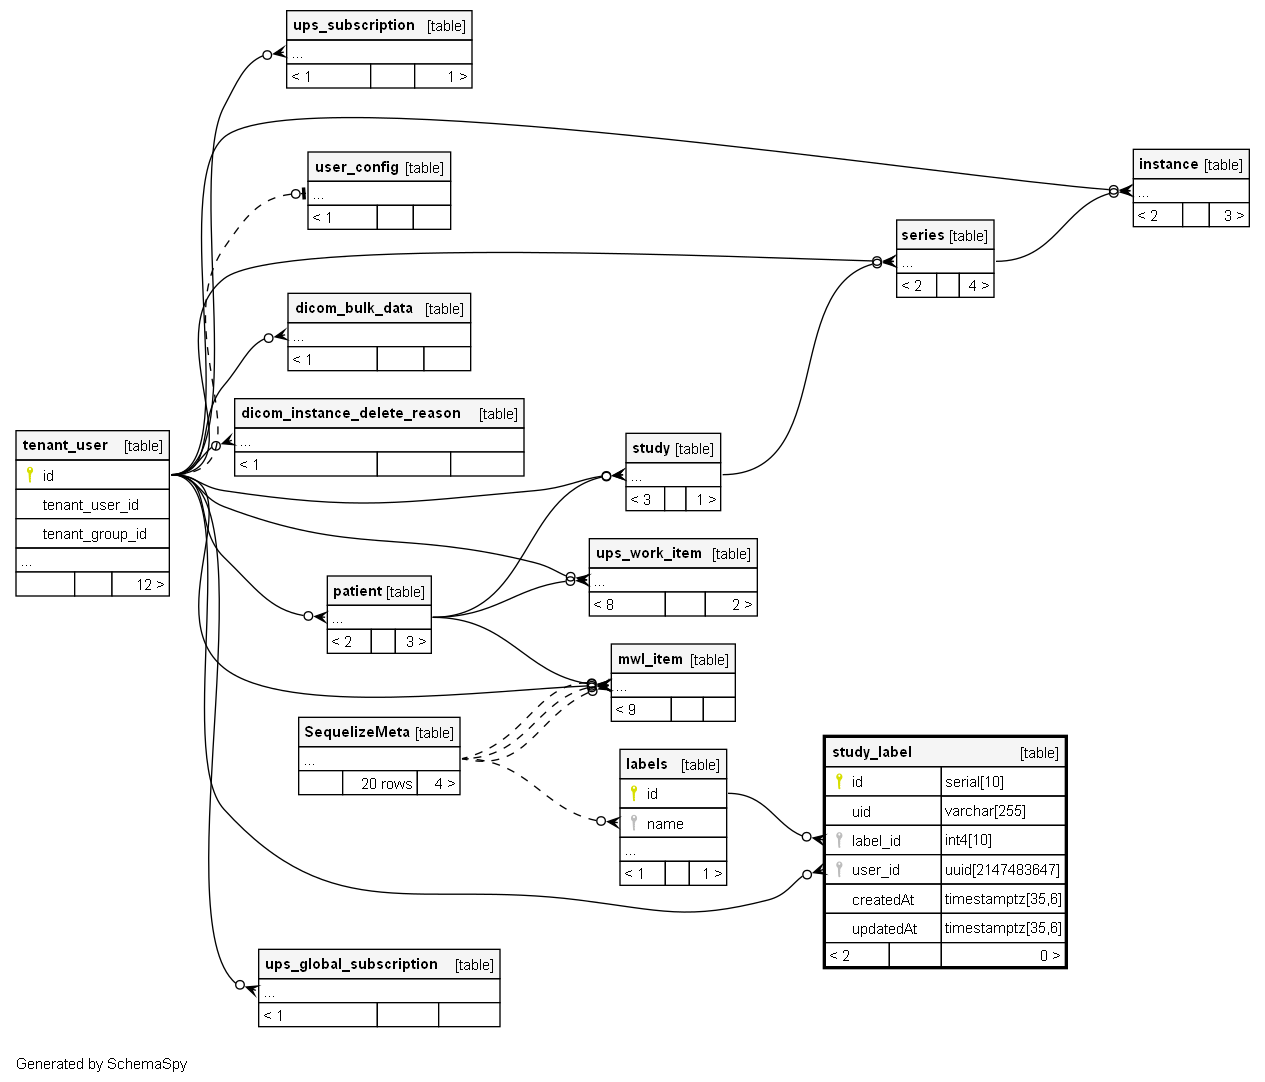 ups_subscription [table]
...
< 1 1 >
user_config [table]
...
< 1
instance [table]
...
< 2 3 >
series [table]
...
< 2 4 >
dicom_bulk_data [table]
...
< 1
dicom_instance_delete_reason [table]
...
< 1
tenant_user [table]
id
tenant_user_id
tenant_group_id
...
12 >
study [table]
...
< 3 1 >
ups_work_item [table]
...
< 8 2 >
patient [table]
...
< 2 3 >
mwl_item [table]
...
< 9
SequelizeMeta [table]
...
20 rows 4 >
labels [table]
id
name
...
< 1 1 >
study_label [table]
id serial[10]
uid varchar[255]
label_id int4[10]
user_id uuid[2147483647]
createdAt timestamptz[35,6]
updatedAt timestamptz[35,6]
< 2 0 >
ups_global_subscription [table]
...
< 1
Generated by SchemaSpy